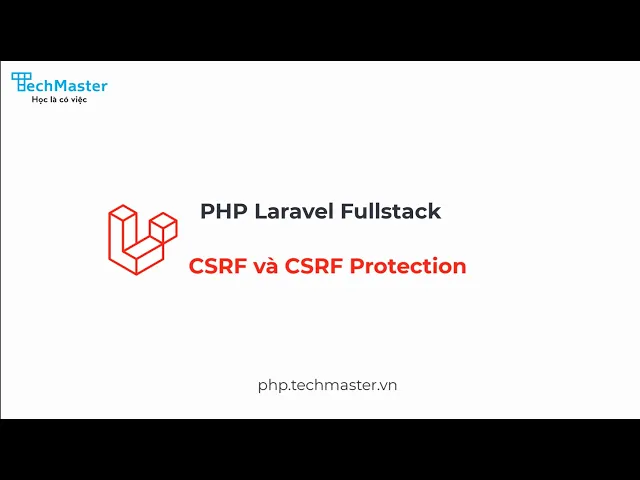 TechMaster
Học là có việc
PHP Laravel Fullstack
CSRF và CSRF Protection
php.techmaster.vn